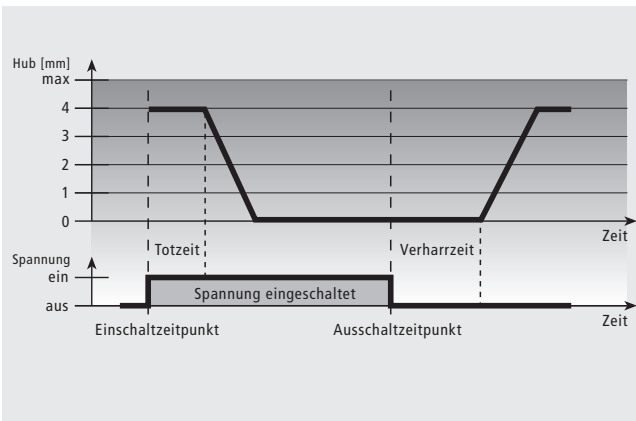 Hub [mm]
max
4
3
2
1
0
Zeit
Totzeit
Verharrzeit
Spannung
ein
Spannung eingeschaltet
aus
Zeit
Einschaltzeitpunkt
Ausschaltzeitpunkt